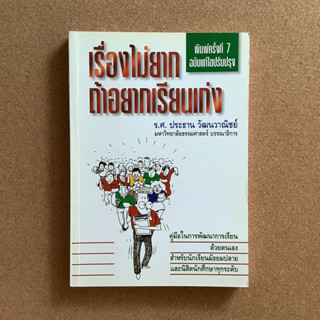 พิมพ์ครั้งที่ 7
ฉบับแก้ไขปรับปรุง
เรื่องไม่ยาก
ถ้าอยากเรียนเก่ง
ร.ศ. ประธาน วัฒนวาณิชย์
มหาวิทยาลัยธรรมศาสตร์ บรรณาธิการ
คู่มือในการพัฒนาการเรียน
ด้วยตนเอง
สำหรับนักเรียนมัธยมปลาย
และนิสิตนักศึกษาทุกระดับ